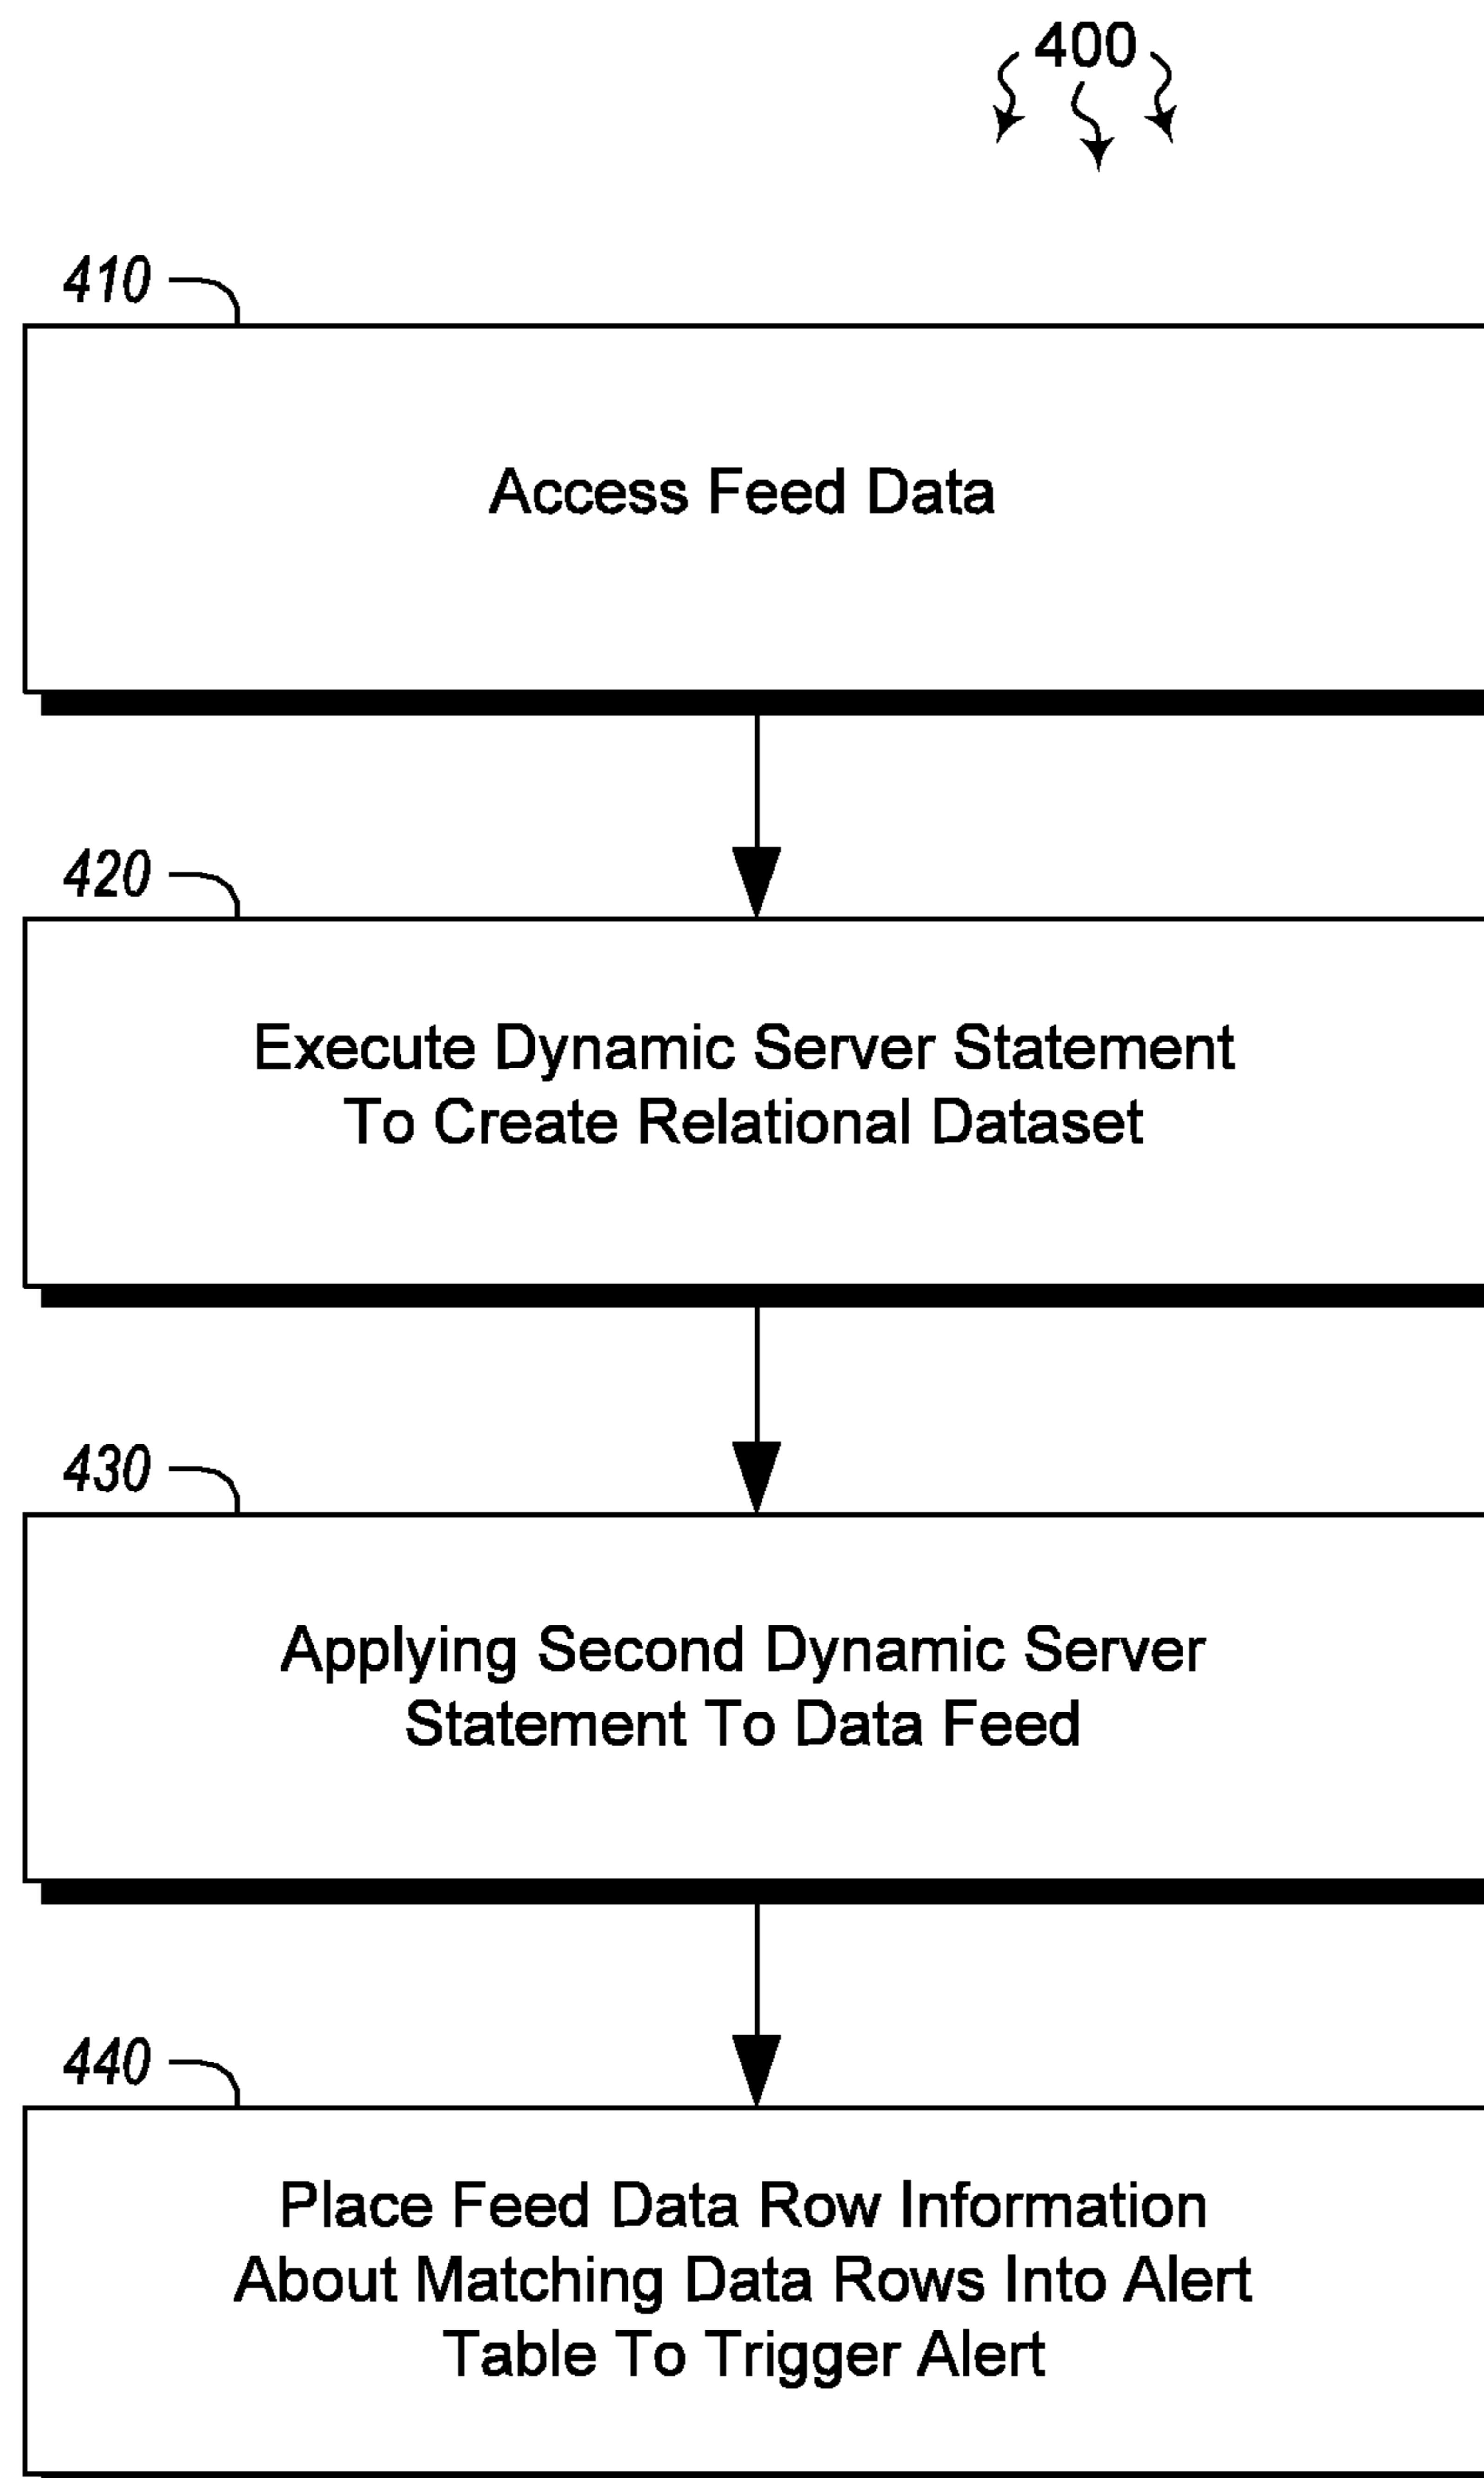 400
410
Access Feed Data
420
Execute Dynamic Server Statement
To Create Relational Dataset
430
Applying Second Dynamic Server
Statement To Data Feed
440
Place Feed Data Row Information
About Matching Data Rows Into Alert
Table To Trigger Alert